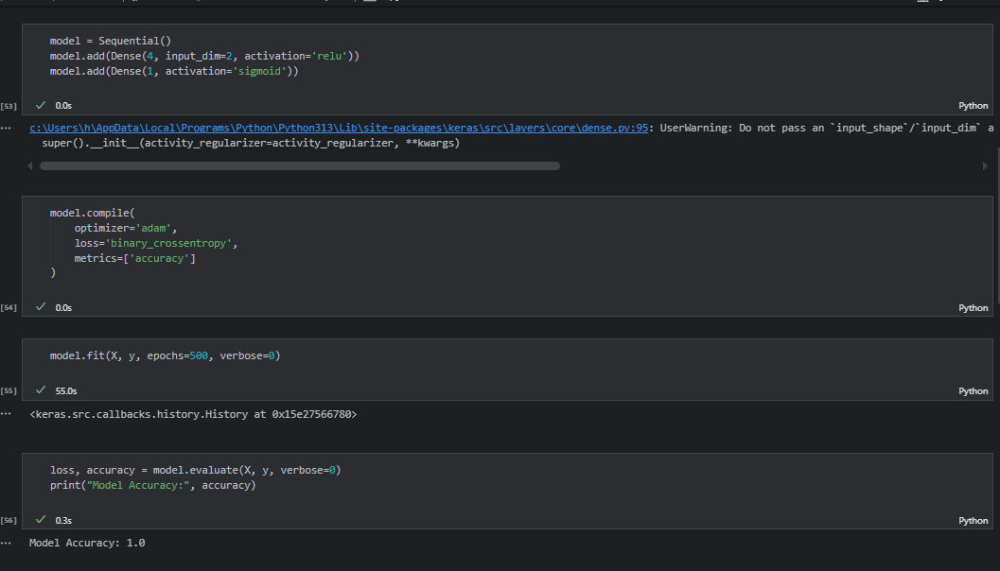 model = Sequential()
model.add(Dense(4, input_dim=2, activation='relu'))
model.add(Dense(1, activation='sigmoid'))
[53]
0.0s
Python
c:\Users\h\AppData\Local\Programs\Python\Python313\Lib\site-packages\keras\src\layers\core\dense.py:95: UserWarning: Do not pass an `input_shape`/`input_dim` a
super().__init__(activity_regularizer=activity_regularizer, **kwargs)
model.compile(
optimizer='adam',
loss='binary_crossentropy',
metrics=['accuracy']
)
[54]
0.0s
Python
model.fit(X, y, epochs=500, verbose=0)
[55]
55.0s
Python
<keras.src.callbacks.history.History at 0x15e27566780>
loss, accuracy = model.evaluate(X, y, verbose=0)
print("Model Accuracy:", accuracy)
[56]
0.3s
Python
Model Accuracy: 1.0